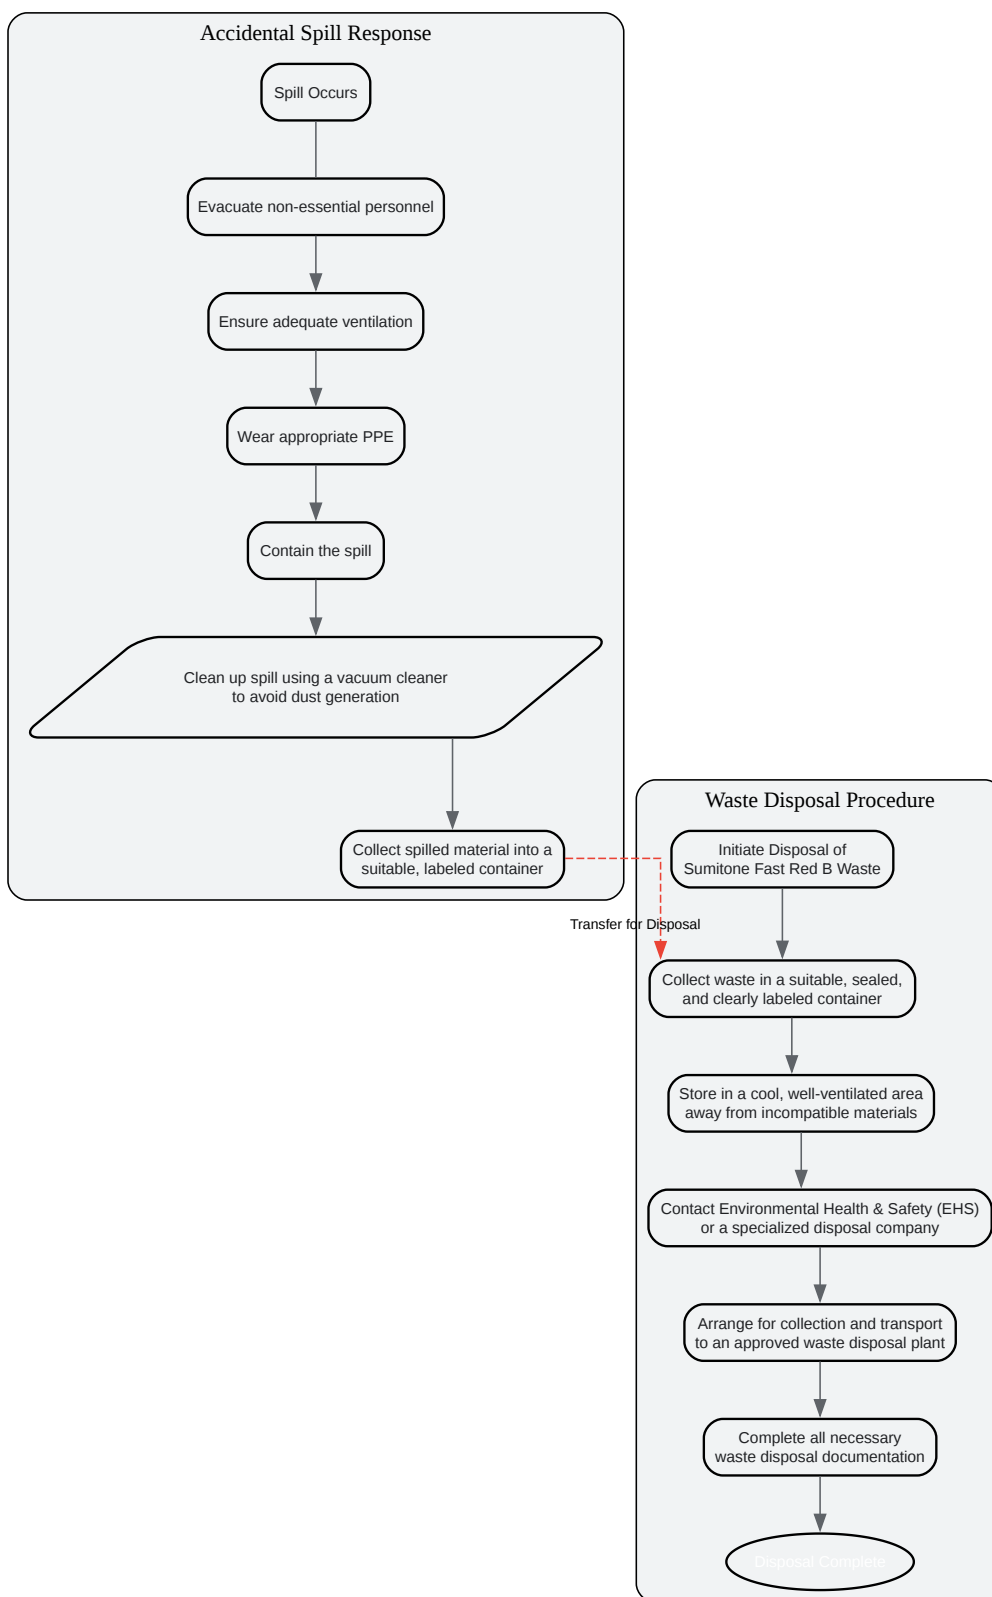 Accidental Spill Response
Spill Occurs
Evacuate non-essential personnel
Ensure adequate ventilation
Wear appropriate PPE
Contain the spill
Clean up spill using a vacuum cleaner
to avoid dust generation
Collect spilled material into a
suitable, labeled container
Transfer for Disposal
Waste Disposal Procedure
Initiate Disposal of
Sumitone Fast Red B Waste
Collect waste in a suitable, sealed,
and clearly labeled container
Store in a cool, well-ventilated area
away from incompatible materials
Contact Environmental Health & Safety (EHS)
or a specialized disposal company
Arrange for collection and transport
to an approved waste disposal plant
Complete all necessary
waste disposal documentation
Disposal Complete